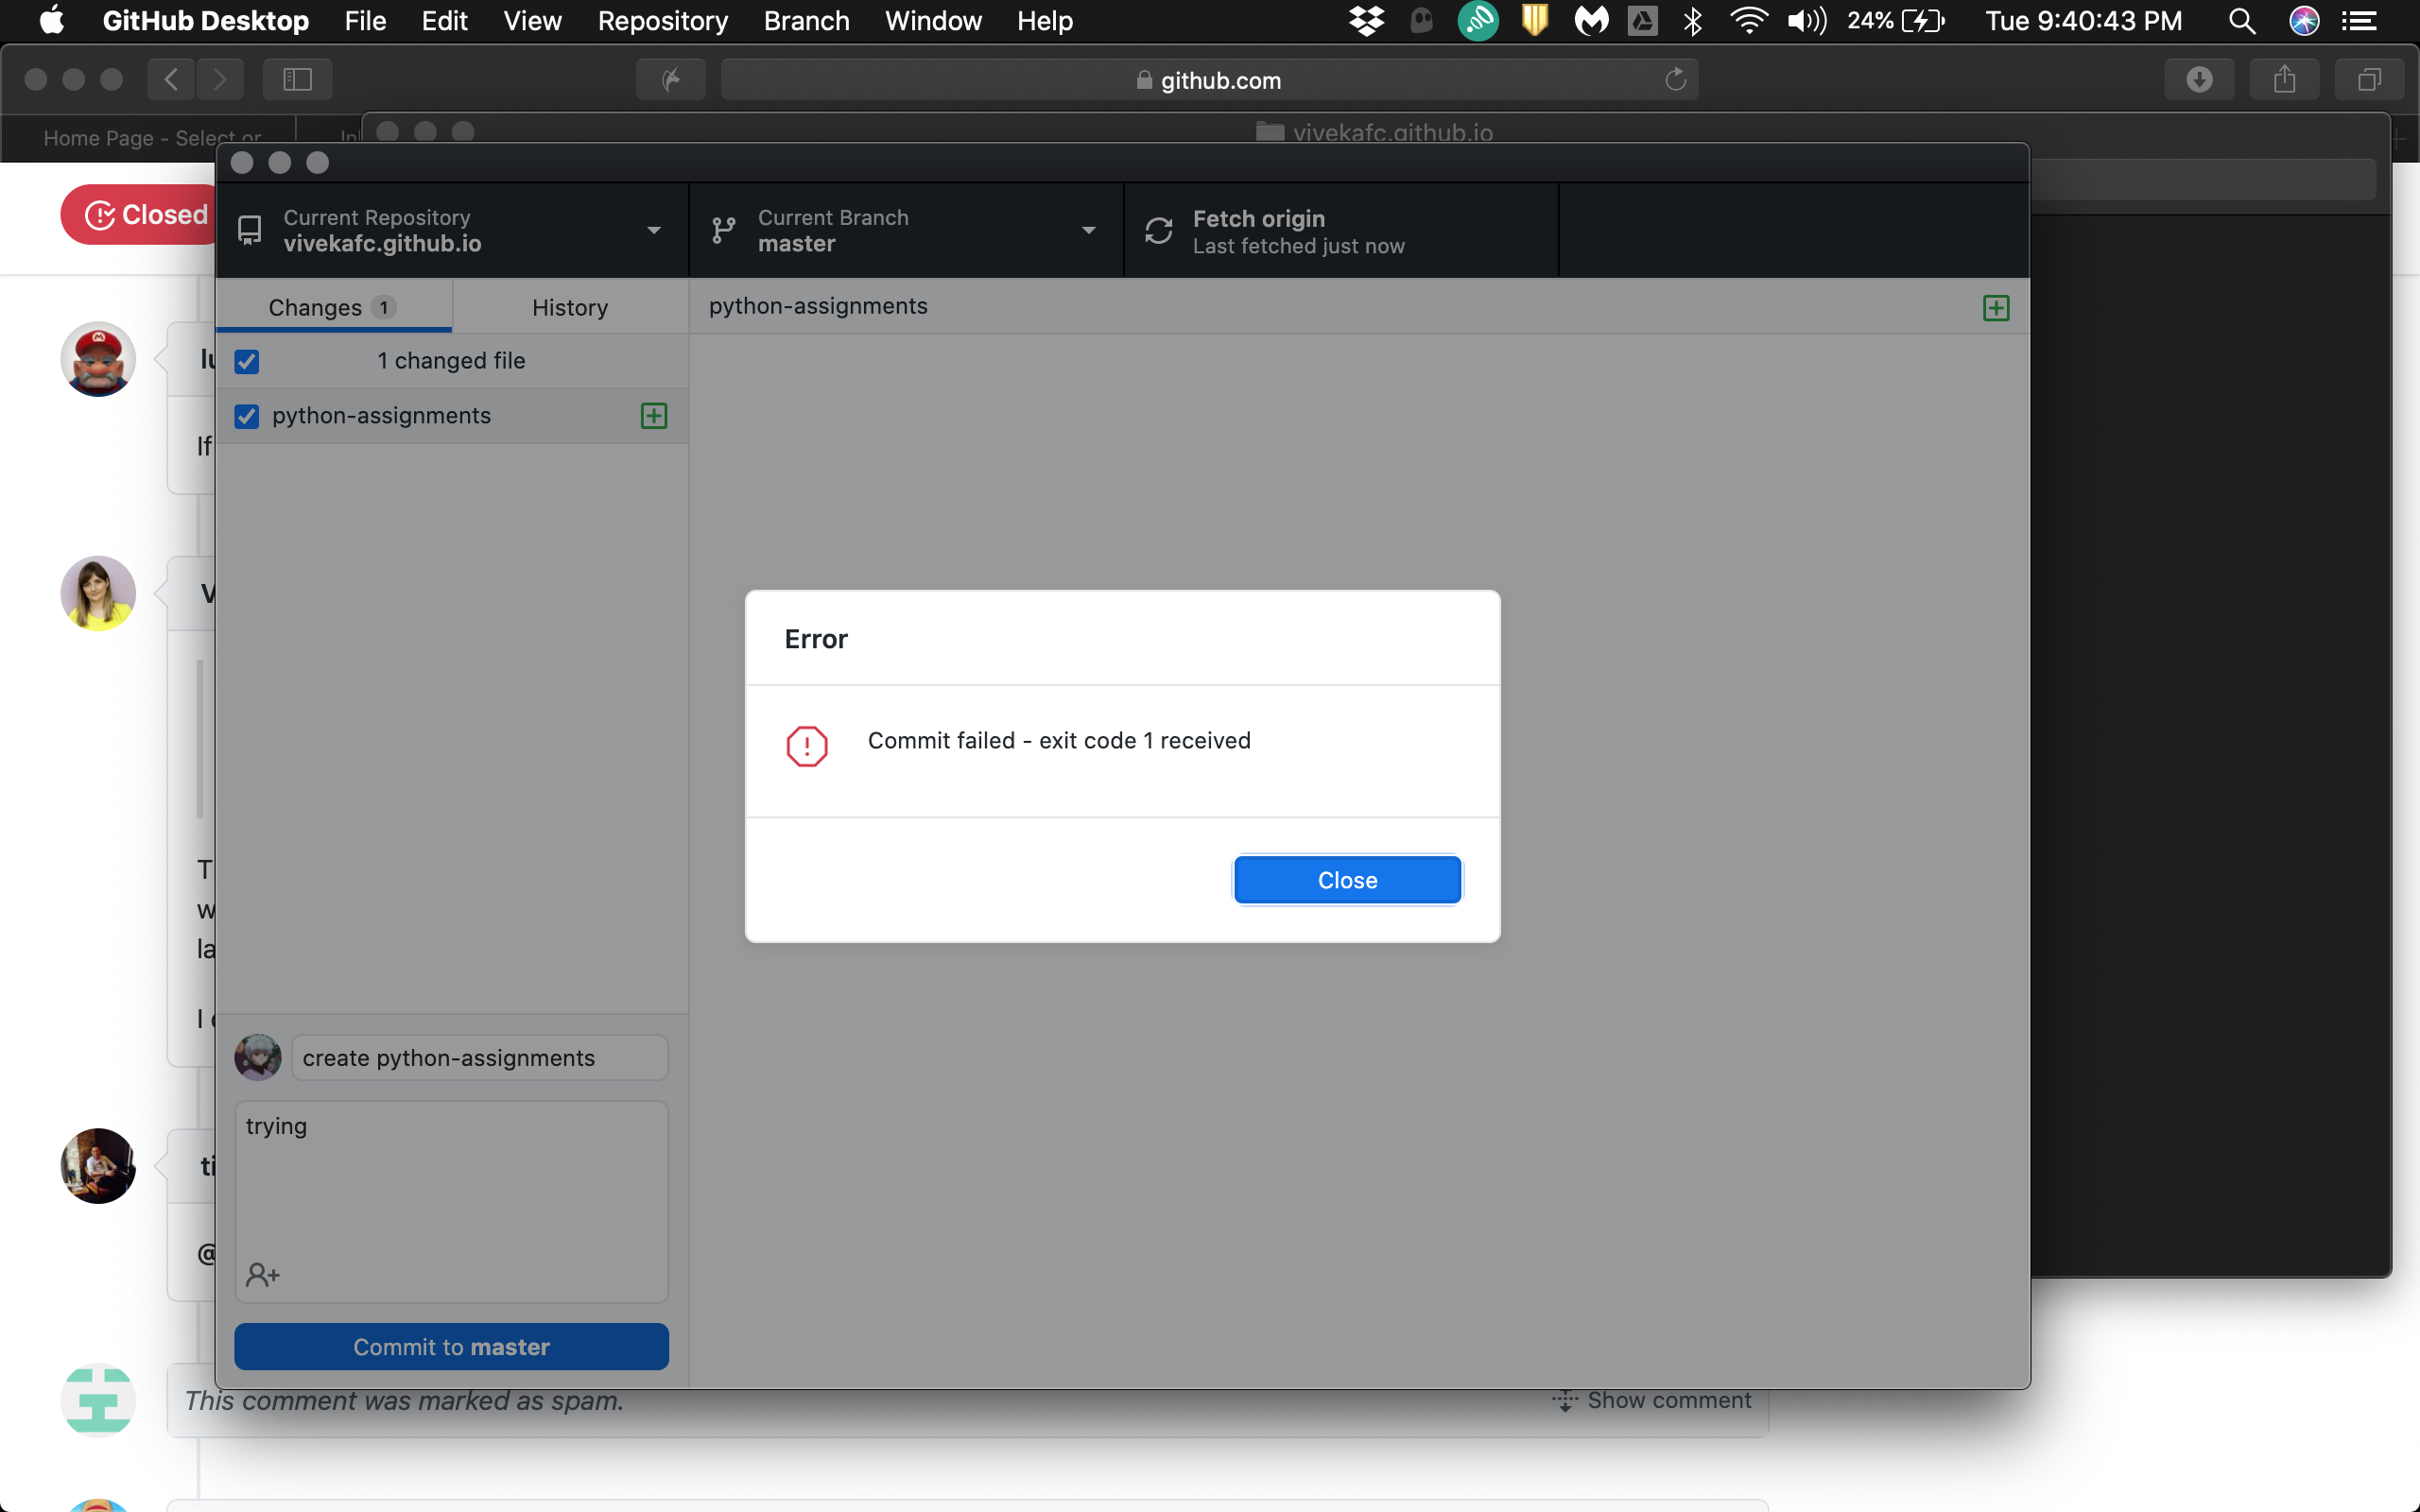 GitHub Desktop File Edit View Repository Branch Window Help 24% Tue 9:40:43 PM
github.com
Home Page - Select or
vivekafc.github.io
Closed
Current Repository
vivekafc.github.io
Current Branch
master
Fetch origin
Last fetched just now
Changes 1 History python-assignments
1 changed file
python-assignments
If
Error
Commit failed - exit code 1 received
Close
create python-assignments
trying
@
Commit to master
This comment was marked as spam. Show comment